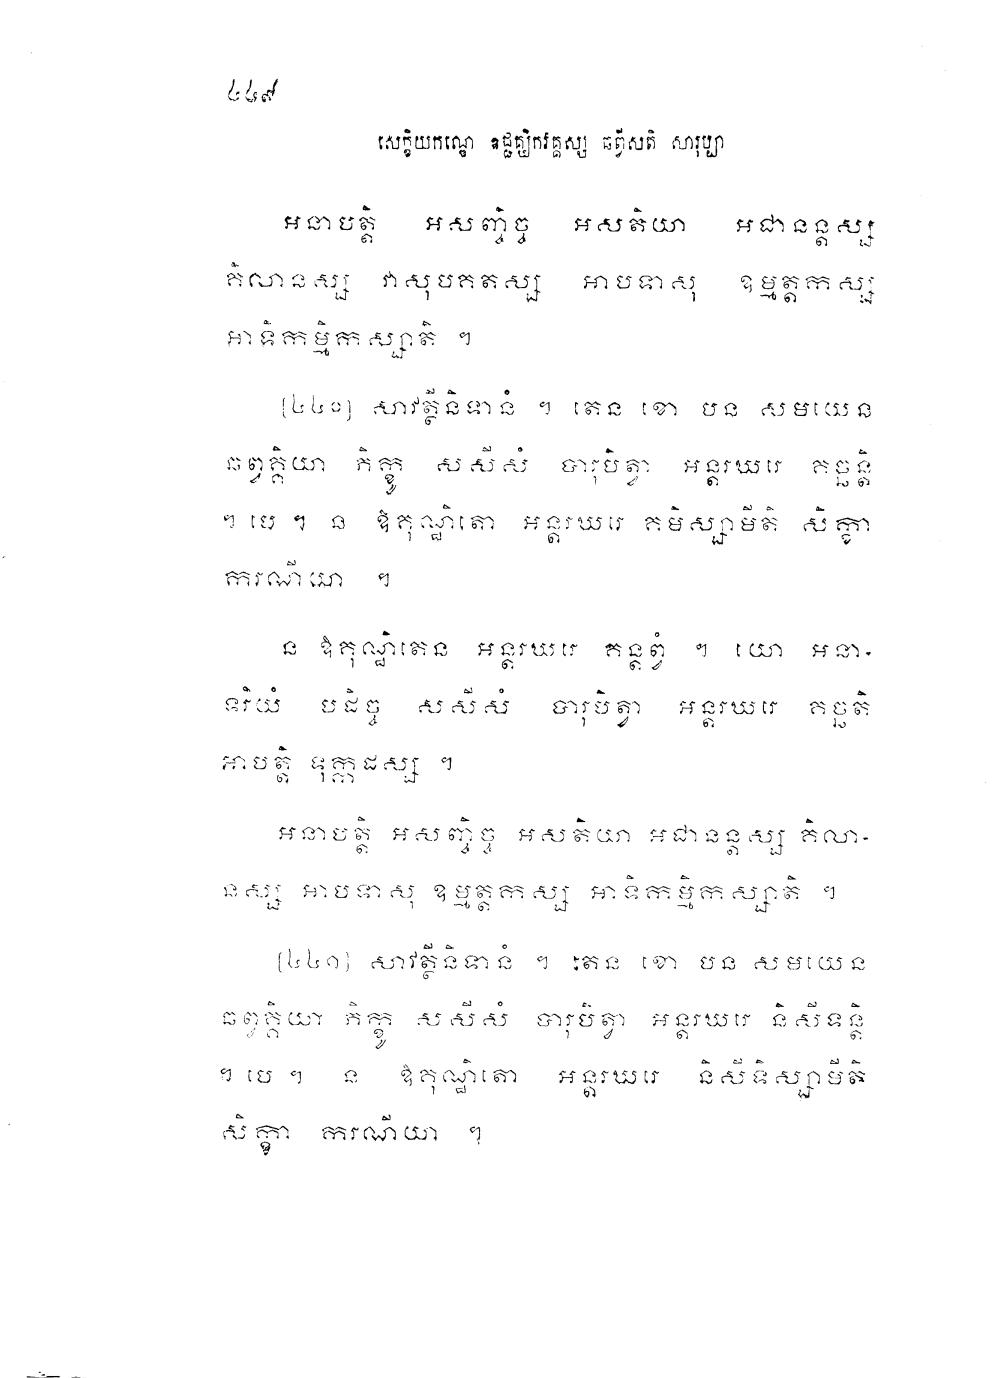 ៤៤៩
សេក្ខិយកណ្ឌេ ឧជ្ជគ្ឃិកវគ្គស្ស ឆព្វីសតិ សារុប្បា
អនាបត្តិ អសញ្ចិច្ច អសតិយា អជានន្តស្ស
គិលានស្ស វាសុបគតស្ស អាបទាសុ ឧម្មត្តកស្ស
អាទិកម្មិកស្សាតិ ។
(៤៤០) សាវត្ថីនិទានំ ។ តេន ខោ បន សមយេន
ឆព្វគ្គិយា ភិក្ខូ សសីសំ បារុបិត្វា អន្តរឃរេ គច្ឆន្តិ
។ បេ ។ ន ឱគុណ្ឋិតោ អន្តរឃរេ គមិស្សាមីតិ សិក្ខា
ករណីយា ។
ន ឱគុណ្ឋិតេន អន្តរឃរេ គន្តព្វំ ។ យោ អនា-
ទរិយំ បដិច្ច សសីសំ បារុបិត្វា អន្តរឃរេ គច្ឆតិ
អាបត្តិ ទុក្កដស្ស ។
អនាបត្តិ អសញ្ចិច្ច អសតិយា អជានន្តស្ស គិលា-
នស្ស អាបទាសុ ឧម្មត្តកស្ស អាទិកម្មិកស្សាតិ ។
(៤៤១) សាវត្ថីនិទានំ ។ តេន ខោ បន សមយេន
ឆព្វគ្គិយា ភិក្ខូ សសីសំ បារុបិត្វា អន្តរឃរេ និសីទន្តិ
។ បេ ។ ន ឱគុណ្ឋិតោ អន្តរឃរេ និសីទិស្សាមីតិ
សិក្ខា ករណីយា ។